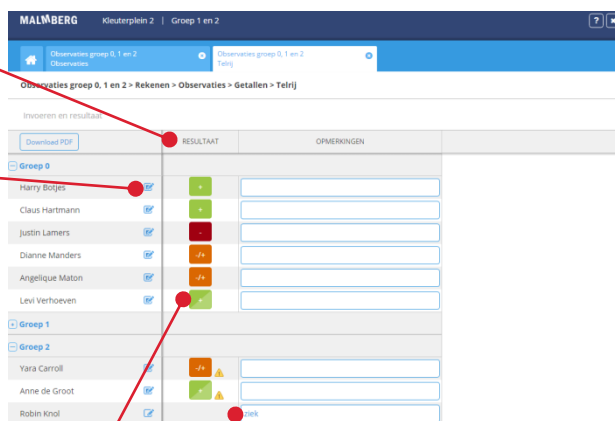 MALMBERG Kleuterplein 2 | Groep 1 en 2 ?
Observaties groep 0, 1 en 2
Observaties
Observaties groep 0, 1 en 2
Telrij
Observaties groep 0, 1 en 2 > Rekenen > Observaties > Getallen > Telrij
Invoeren en resultaat
Download PDF RESULTAAT OPMERKINGEN
Groep 0
Harry Botjes +
Claus Hartmann +
Justin Lamers -
Dianne Manders -/+
Angelique Maton -/+
Levi Verhoeven +
Groep 1
Groep 2
Yara Carroll -/+
Anne de Groot +
Robin Knol ziek